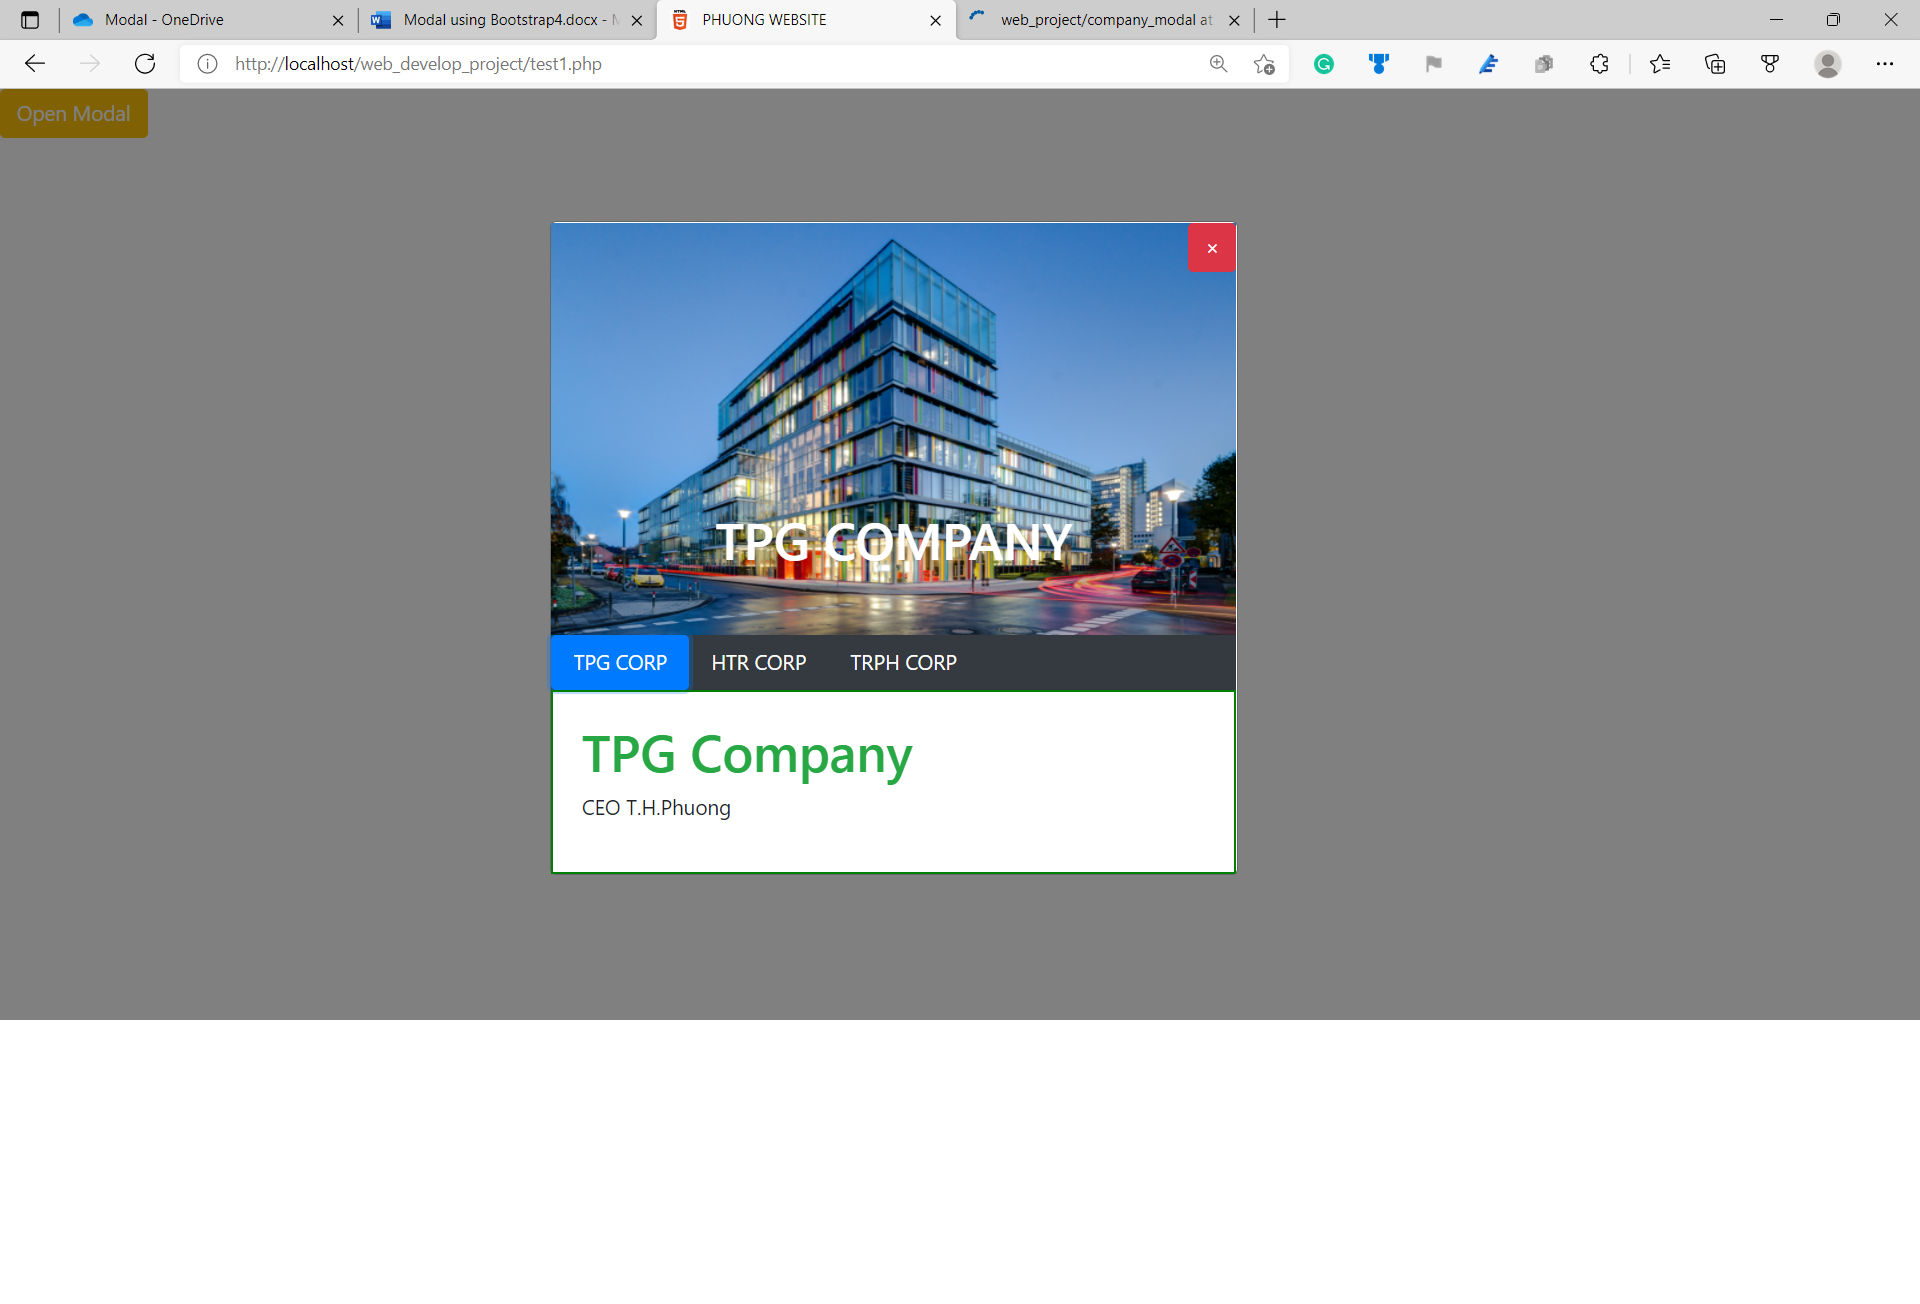 Modal - OneDrive
Modal using Bootstrap4.docx -
PHUONG WEBSITE
web_project/company_modal at
http://localhost/web_develop_project/test1.php
Open Modal
TPG COMPANY
TPG CORP
HTR CORP
TRPH CORP
TPG Company
CEO T.H.Phuong